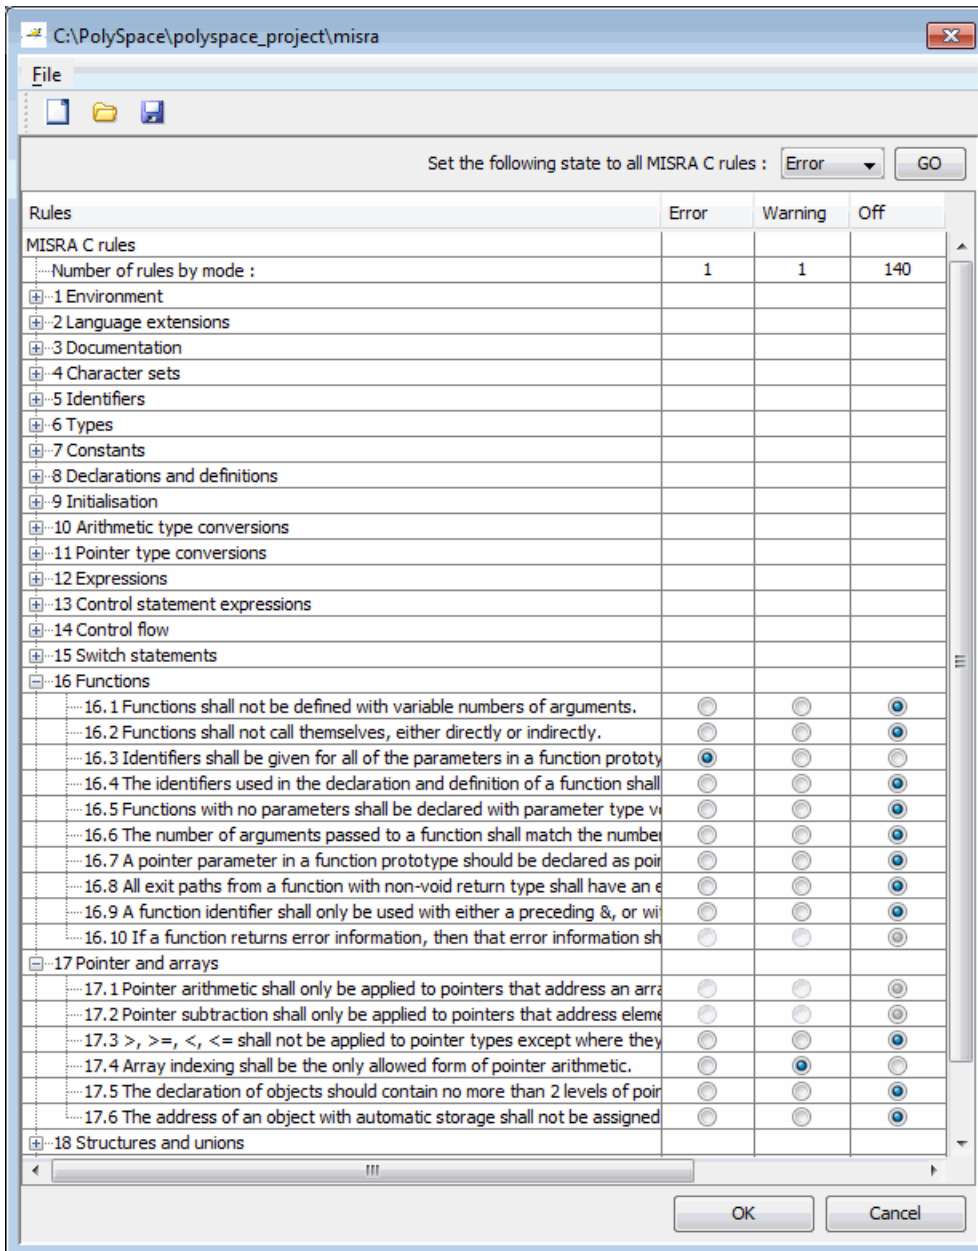 C:\PolySpace\polyspace_project\misra
File
Set the following state to all MISRA C rules : Error GO
Rules Error Warning Off
MISRA C rules
Number of rules by mode : 1 1 140
1 Environment
2 Language extensions
3 Documentation
4 Character sets
5 Identifiers
6 Types
7 Constants
8 Declarations and definitions
9 Initialisation
10 Arithmetic type conversions
11 Pointer type conversions
12 Expressions
13 Control statement expressions
14 Control flow
15 Switch statements
16 Functions
16.1 Functions shall not be defined with variable numbers of arguments.
16.2 Functions shall not call themselves, either directly or indirectly.
16.3 Identifiers shall be given for all of the parameters in a function prototy
16.4 The identifiers used in the declaration and definition of a function shall
16.5 Functions with no parameters shall be declared with parameter type v
16.6 The number of arguments passed to a function shall match the number
16.7 A pointer parameter in a function prototype should be declared as poin
16.8 All exit paths from a function with non-void return type shall have an e
16.9 A function identifier shall only be used with either a preceding &, or wi
16.10 If a function returns error information, then that error information sh
17 Pointer and arrays
17.1 Pointer arithmetic shall only be applied to pointers that address an arra
17.2 Pointer subtraction shall only be applied to pointers that address eleme
17.3 >, >=, <, <= shall not be applied to pointer types except where they
17.4 Array indexing shall be the only allowed form of pointer arithmetic.
17.5 The declaration of objects should contain no more than 2 levels of poin
17.6 The address of an object with automatic storage shall not be assigned
18 Structures and unions
OK Cancel